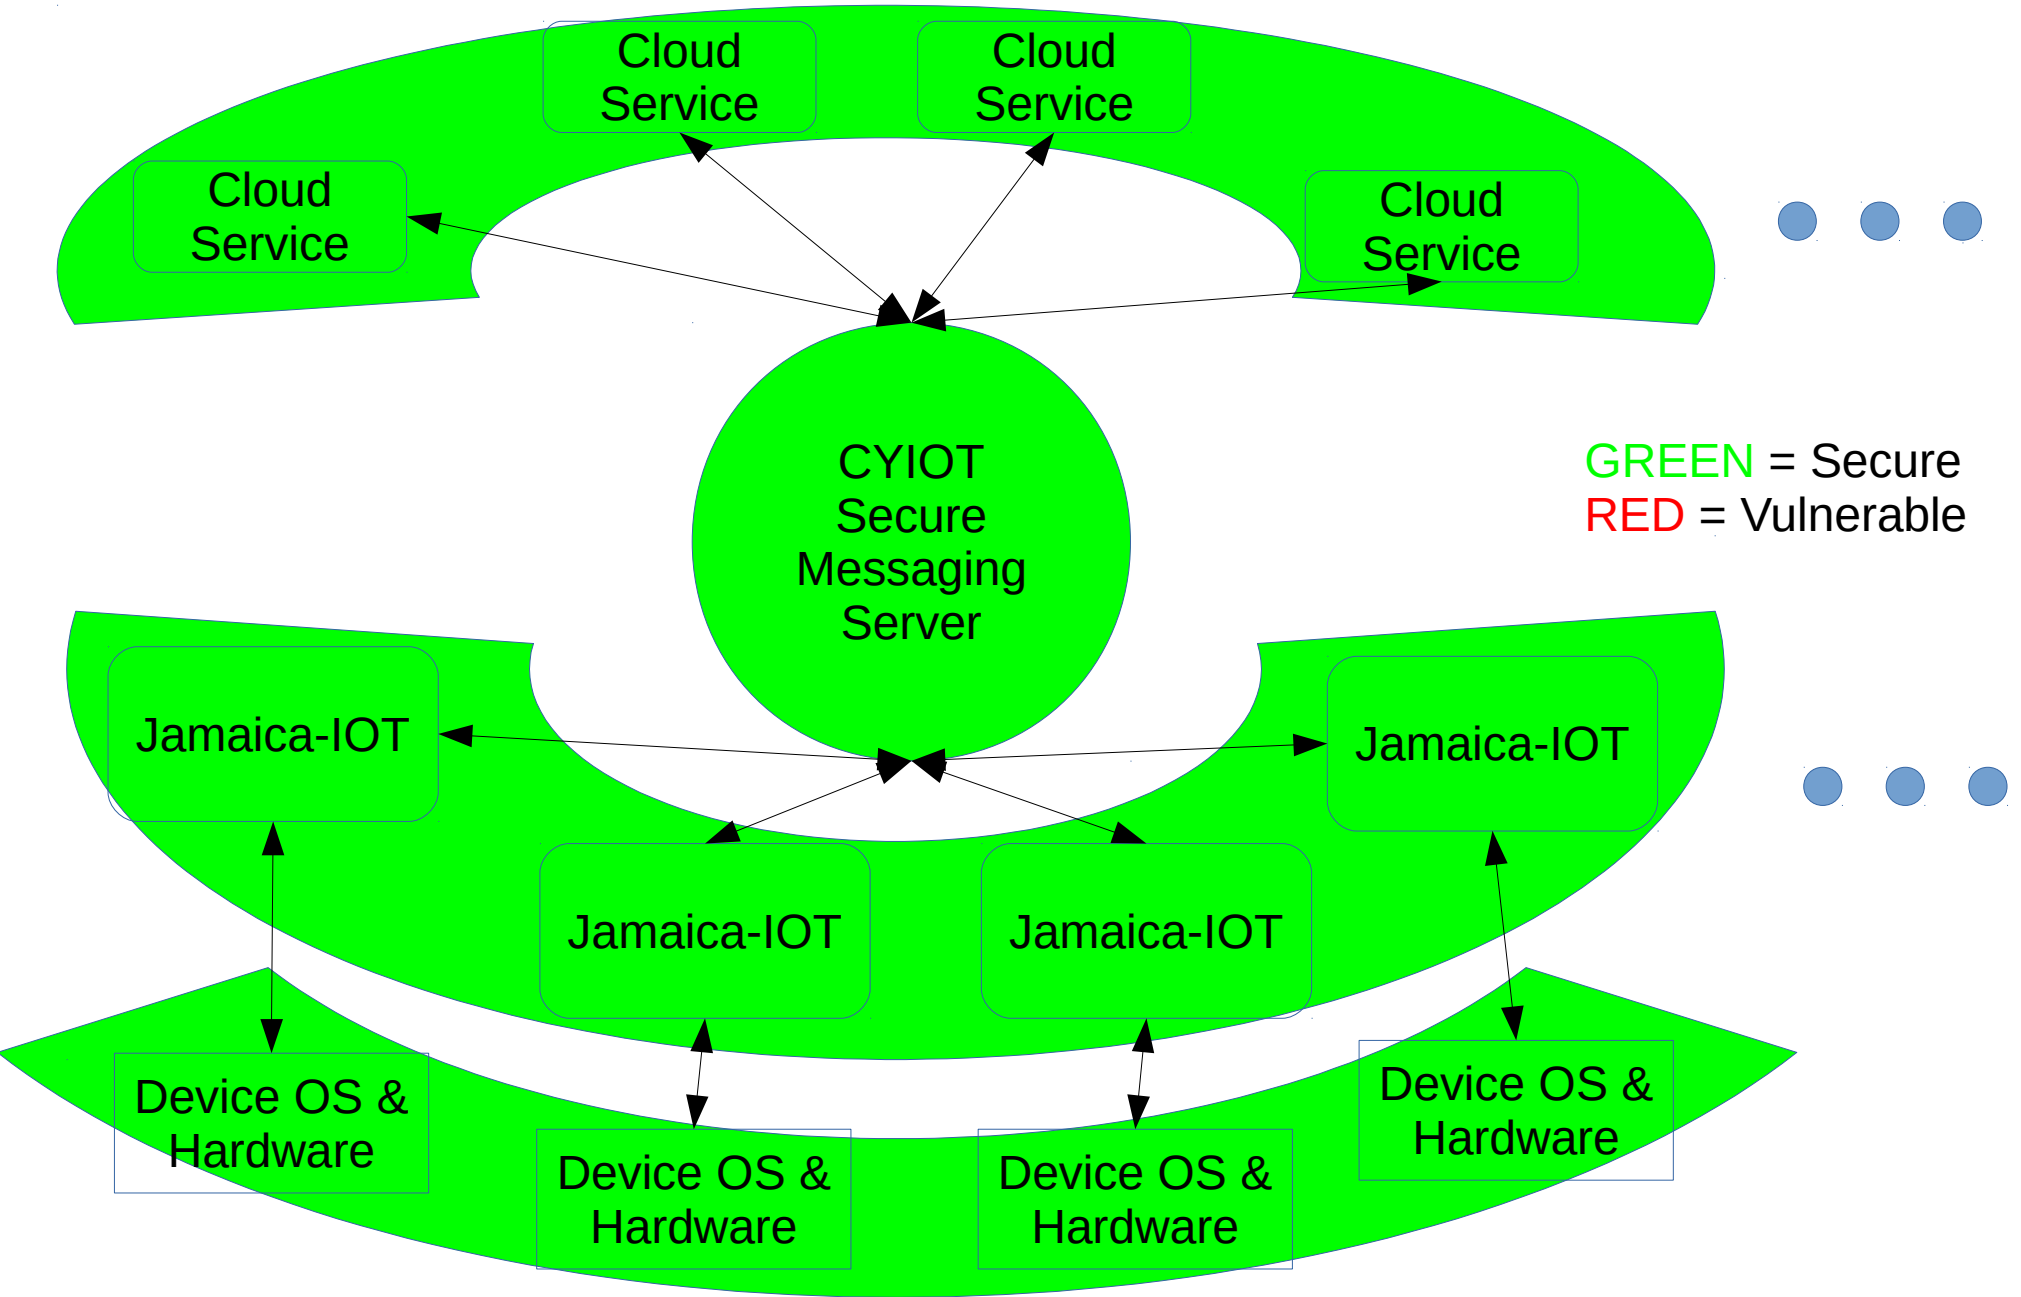 Cloud
Service
Cloud
Service
Cloud
Service
Cloud
Service
CYIOT
Secure
Messaging
Server
GREEN = Secure
RED = Vulnerable
Jamaica-IOT
Jamaica-IOT
Jamaica-IOT
Jamaica-IOT
Device OS &
Hardware
Device OS &
Hardware
Device OS &
Hardware
Device OS &
Hardware